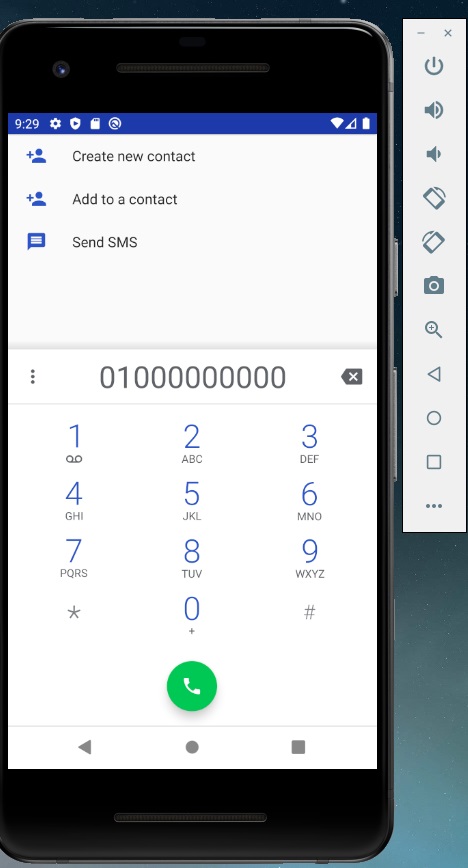 9:29
Create new contact
Add to a contact
Send SMS
01000000000
1 2 3
ABC DEF
4 5 6
GHI JKL MNO
7 8 9
PQRS TUV WXYZ
* 0 #
+